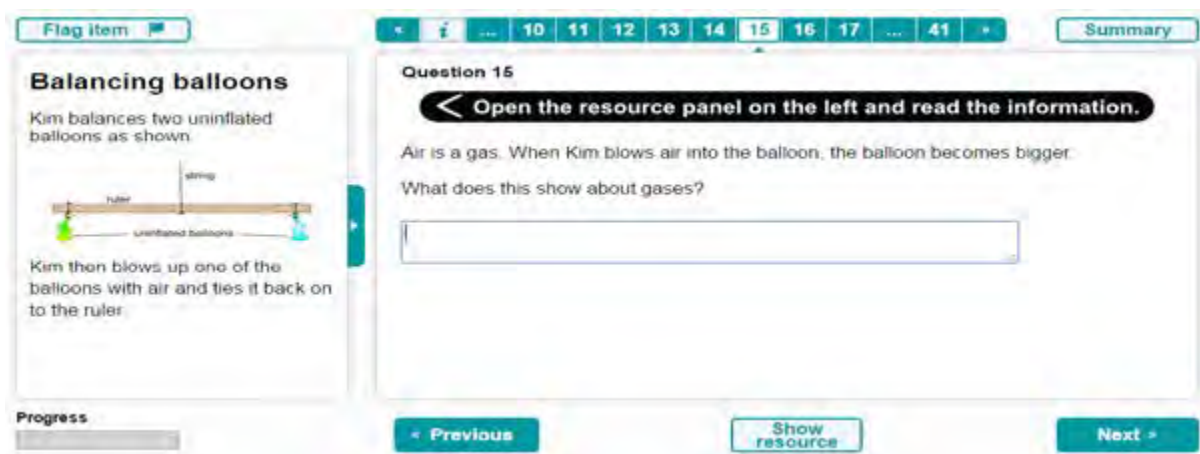 Flag item
« i ... 10 11 12 13 14 15 16 17 ... 41 »
Summary
Balancing balloons
Kim balances two uninflated
balloons as shown.
string
ruler
uninflated balloons
Kim then blows up one of the
balloons with air and ties it back on
to the ruler.
Progress
Question 15
< Open the resource panel on the left and read the information.
Air is a gas. When Kim blows air into the balloon, the balloon becomes bigger.
What does this show about gases?
« Previous
Show
resource
Next »